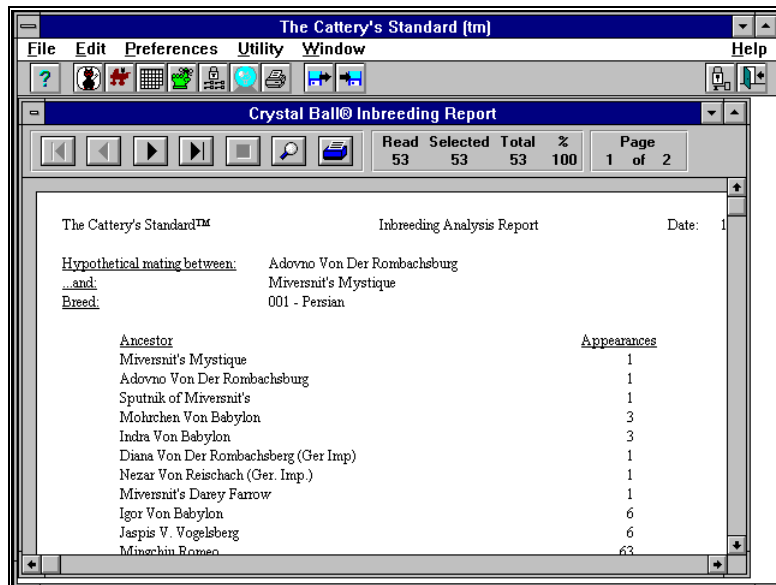 The Cattery's Standard (tm)
File Edit Preferences Utility Window Help
?
Crystal Ball® Inbreeding Report
Read Selected Total % Page
53 53 53 100 1 of 2
The Cattery's Standard™ Inbreeding Analysis Report Date: 1
Hypothetical mating between: Adovno Von Der Rombachsburg
...and: Miversnit's Mystique
Breed: 001 - Persian
Ancestor Appearances
Miversnit's Mystique 1
Adovno Von Der Rombachsburg 1
Sputnik of Miversnit's 1
Mohrchen Von Babylon 3
Indra Von Babylon 3
Diana Von Der Rombachsberg (Ger Imp) 1
Nezar Von Reischach (Ger. Imp.) 1
Miversnit's Darey Farrow 1
Igor Von Babylon 6
Jaspis V. Vogelsberg 6
Mingchiu Romeo 63